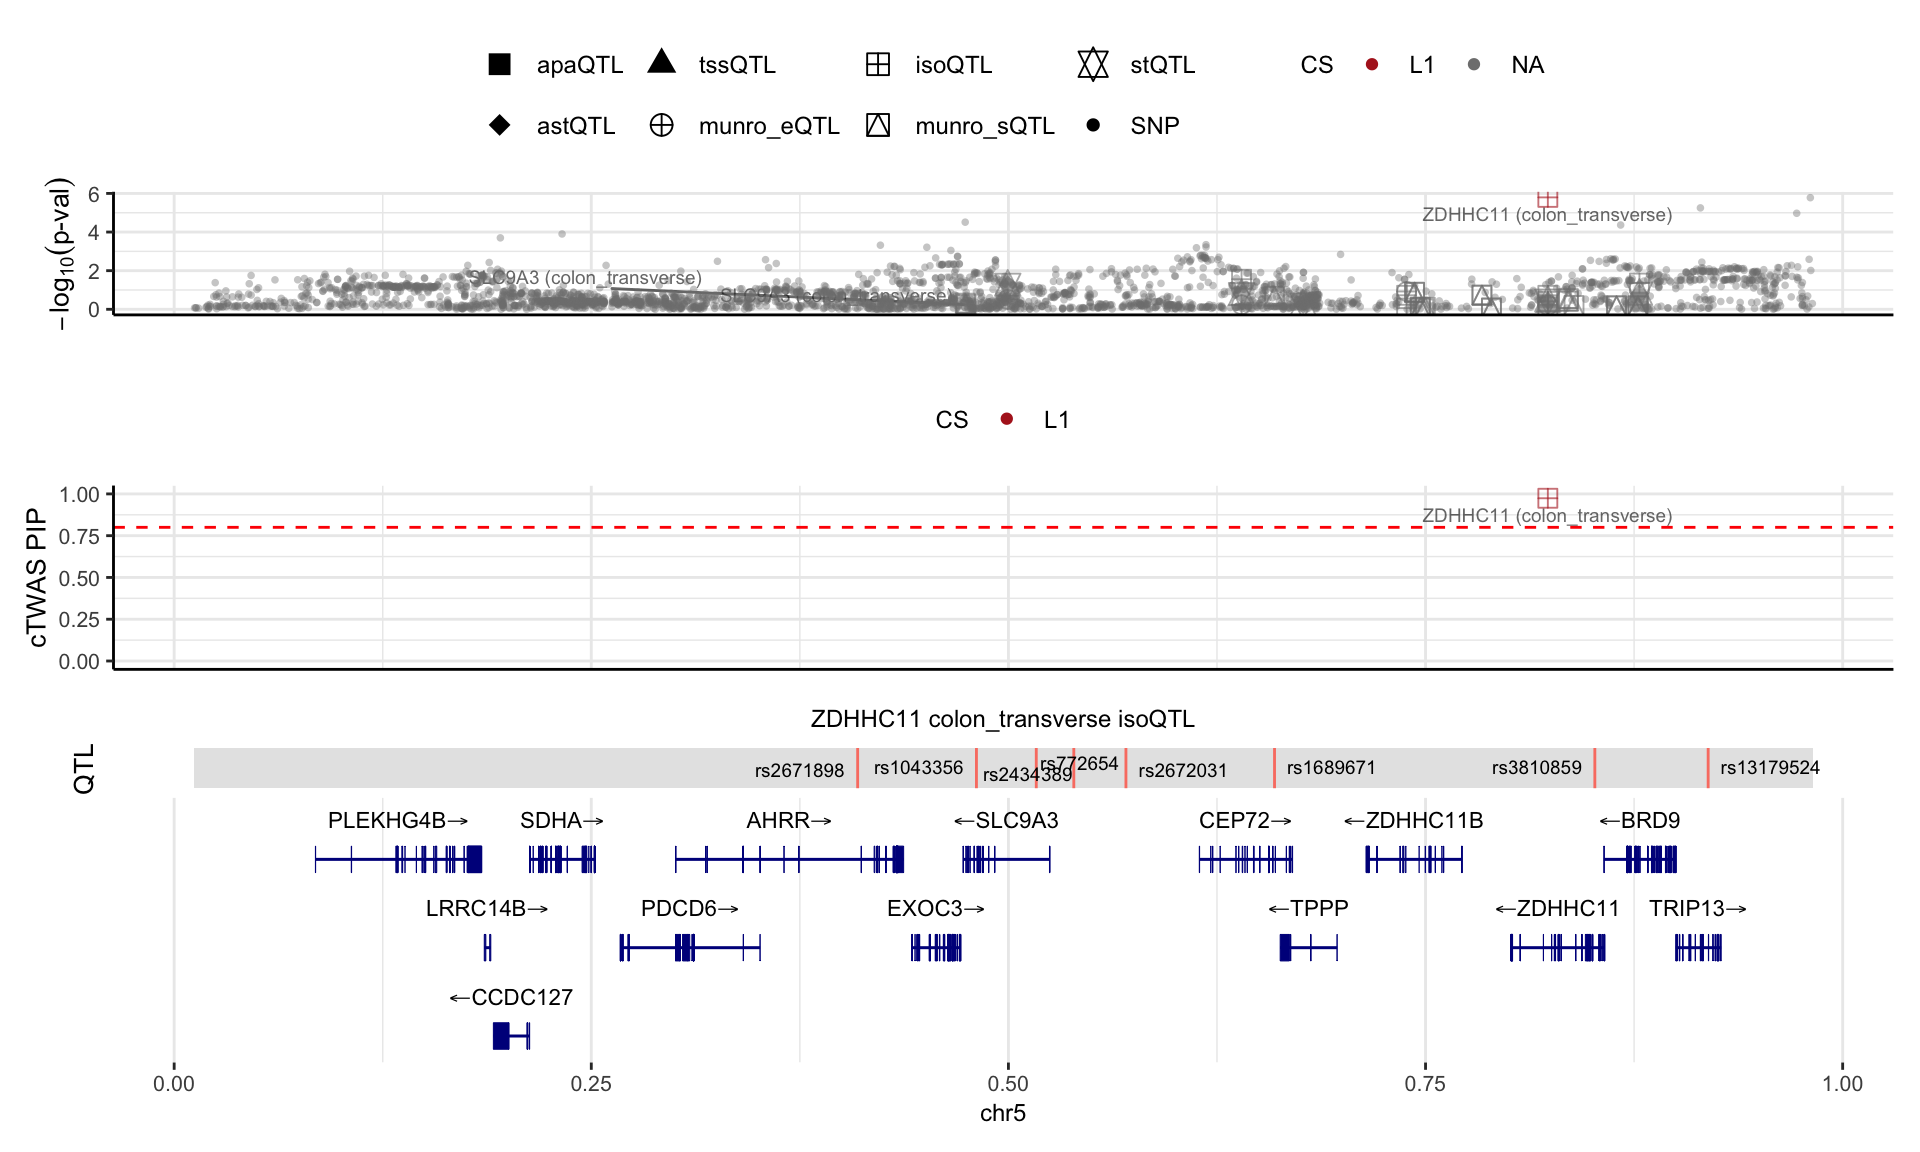 apaQTL tssQTL isoQTL stQTL CS L1 NA
astQTL munro_eQTL munro_sQTL SNP
−log10(p-val)
6
4
2
0
ZDHHC11 (colon_transverse)
SLC9A3 (colon_transverse)
SLC9A3 (colon_transverse)
CS L1
cTWAS PIP
1.00
0.75
0.50
0.25
0.00
ZDHHC11 (colon_transverse)
ZDHHC11 colon_transverse isoQTL
QTL
rs2671898 rs1043356 rs2434389 rs772654 rs2672031 rs1689671 rs3810859 rs13179524
PLEKHG4B→ SDHA→ AHRR→ ←SLC9A3 CEP72→ ←ZDHHC11B ←BRD9
LRRC14B→ PDCD6→ EXOC3→ ←TPPP ←ZDHHC11 TRIP13→
←CCDC127
0.00 0.25 0.50 0.75 1.00
chr5